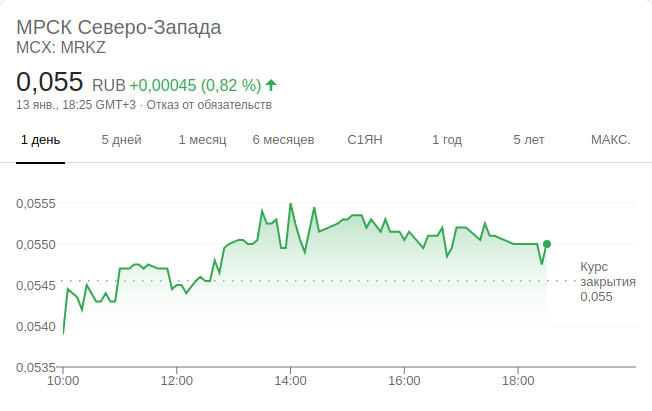 МРСК Северо-Запада
MCX: MRKZ
0,055 RUB +0,00045 (0,82 %)
13 янв., 18:25 GMT+3 · Отказ от обязательств
1 день 5 дней 1 месяц 6 месяцев С1ЯН 1 год 5 лет МАКС.
0,0555
0,0550
0,0545
0,0540
0,0535
Курс
закрытия
0,055
10:00 12:00 14:00 16:00 18:00